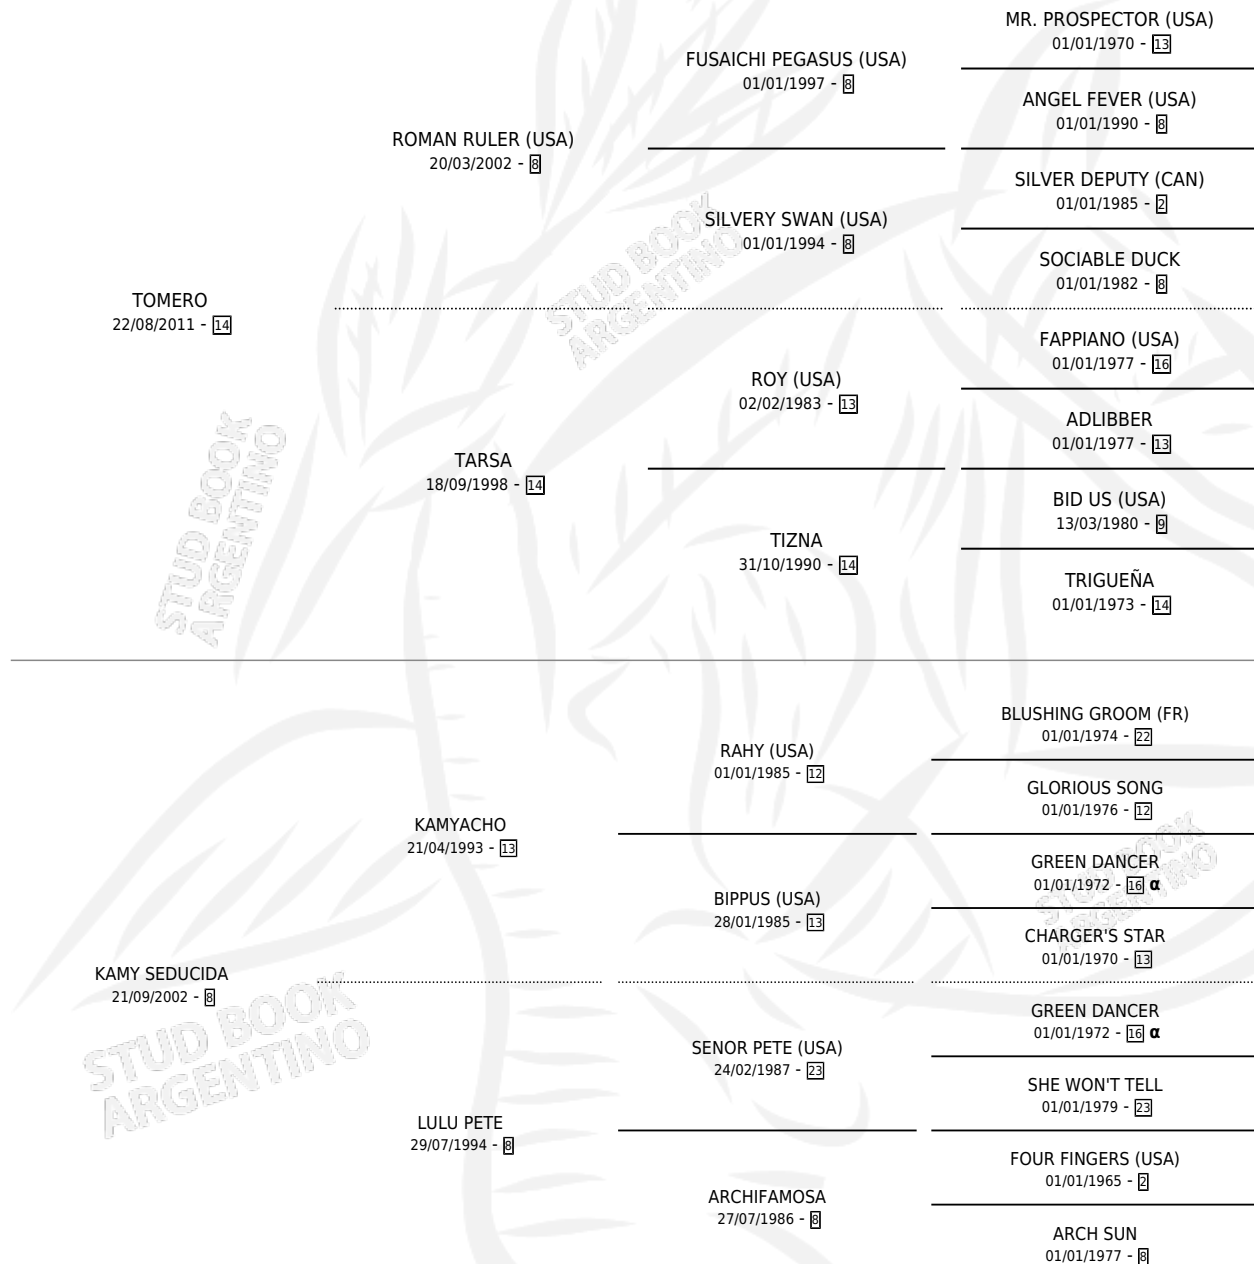 MR. PROSPECTOR (USA)
01/01/1970 - 13
FUSAICHI PEGASUS (USA)
01/01/1997 - 8
ANGEL FEVER (USA)
01/01/1990 - 8
ROMAN RULER (USA)
20/03/2002 - 8
SILVER DEPUTY (CAN)
01/01/1985 - 2
SILVERY SWAN (USA)
01/01/1994 - 8
SOCIABLE DUCK
01/01/1982 - 8
STUD BOOK
ARGENTINO
TOMERO
22/08/2011 - 14
FAPPIANO (USA)
01/01/1977 - 16
ROY (USA)
02/02/1983 - 13
ADLIBBER
01/01/1977 - 13
TARSA
18/09/1998 - 14
BID US (USA)
13/03/1980 - 9
TIZNA
31/10/1990 - 14
TRIGUEÑA
01/01/1973 - 14
STUD BOOK
ARGENTINO
BLUSHING GROOM (FR)
01/01/1974 - 22
RAHY (USA)
01/01/1985 - 12
GLORIOUS SONG
01/01/1976 - 12
KAMYACHO
21/04/1993 - 13
GREEN DANCER
01/01/1972 - 16 α
BIPPUS (USA)
28/01/1985 - 13
CHARGER'S STAR
01/01/1970 - 13
STUD BOOK
ARGENTINO
KAMY SEDUCIDA
21/09/2002 - 8
GREEN DANCER
01/01/1972 - 16 α
SENOR PETE (USA)
24/02/1987 - 23
SHE WON'T TELL
01/01/1979 - 23
STUD BOOK
ARGENTINO
LULU PETE
29/07/1994 - 8
FOUR FINGERS (USA)
01/01/1965 - 2
ARCHIFAMOSA
27/07/1986 - 8
ARCH SUN
01/01/1977 - 8